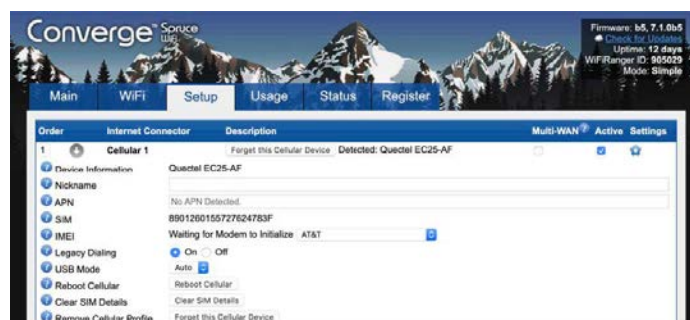 Converge™ Spruce
WiFi
Firmware: b5, 7.1.0b5
Check for Updates
Uptime: 12 days
WiFiRanger ID: 905029
Mode: Simple
Main WiFi Setup Usage Status Register
Order Internet Connector Description Multi-WAN Active Settings
1 Cellular 1 Forget this Cellular Device Detected: Quectel EC25-AF
Device Information Quectel EC25-AF
Nickname
APN No APN Detected.
SIM 8901260155727624783F
IMEI Waiting for Modem to Initialize AT&T
Legacy Dialing On Off
USB Mode Auto
Reboot Cellular Reboot Cellular
Clear SIM Details Clear SIM Details
Remove Cellular Profile Forget this Cellular Device